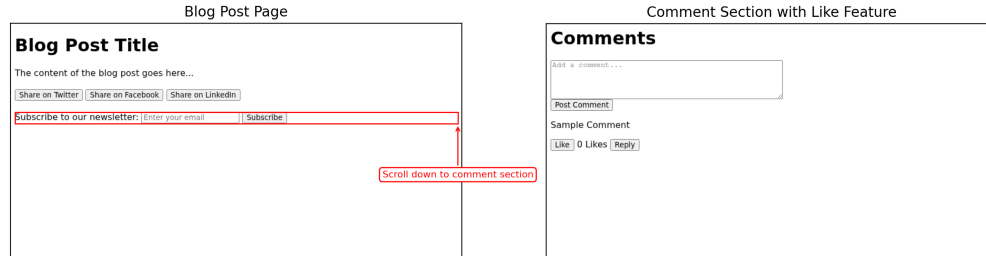 Blog Post Page
Blog Post Title
The content of the blog post goes here...
Share on Twitter Share on Facebook Share on LinkedIn
Subscribe to our newsletter: Enter your email Subscribe
Scroll down to comment section
Comment Section with Like Feature
Comments
Add a comment...
Post Comment
Sample Comment
Like 0 Likes Reply